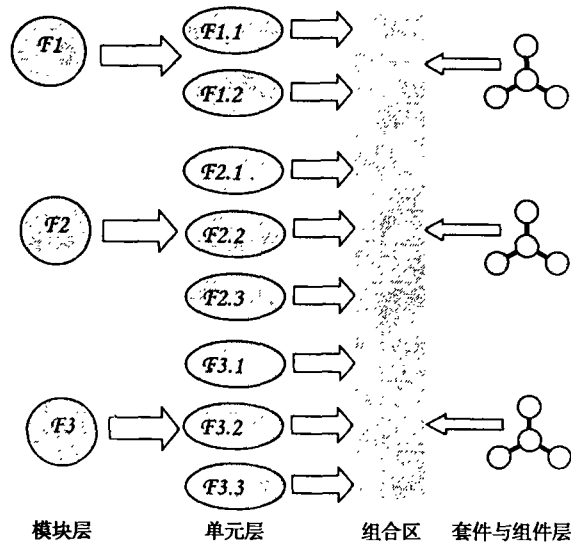 F1
F1.1
F1.2
F2.1
F2
F2.2
F2.3
F3.1
F3
F3.2
F3.3
模块层 单元层 组合区 套件与组件层